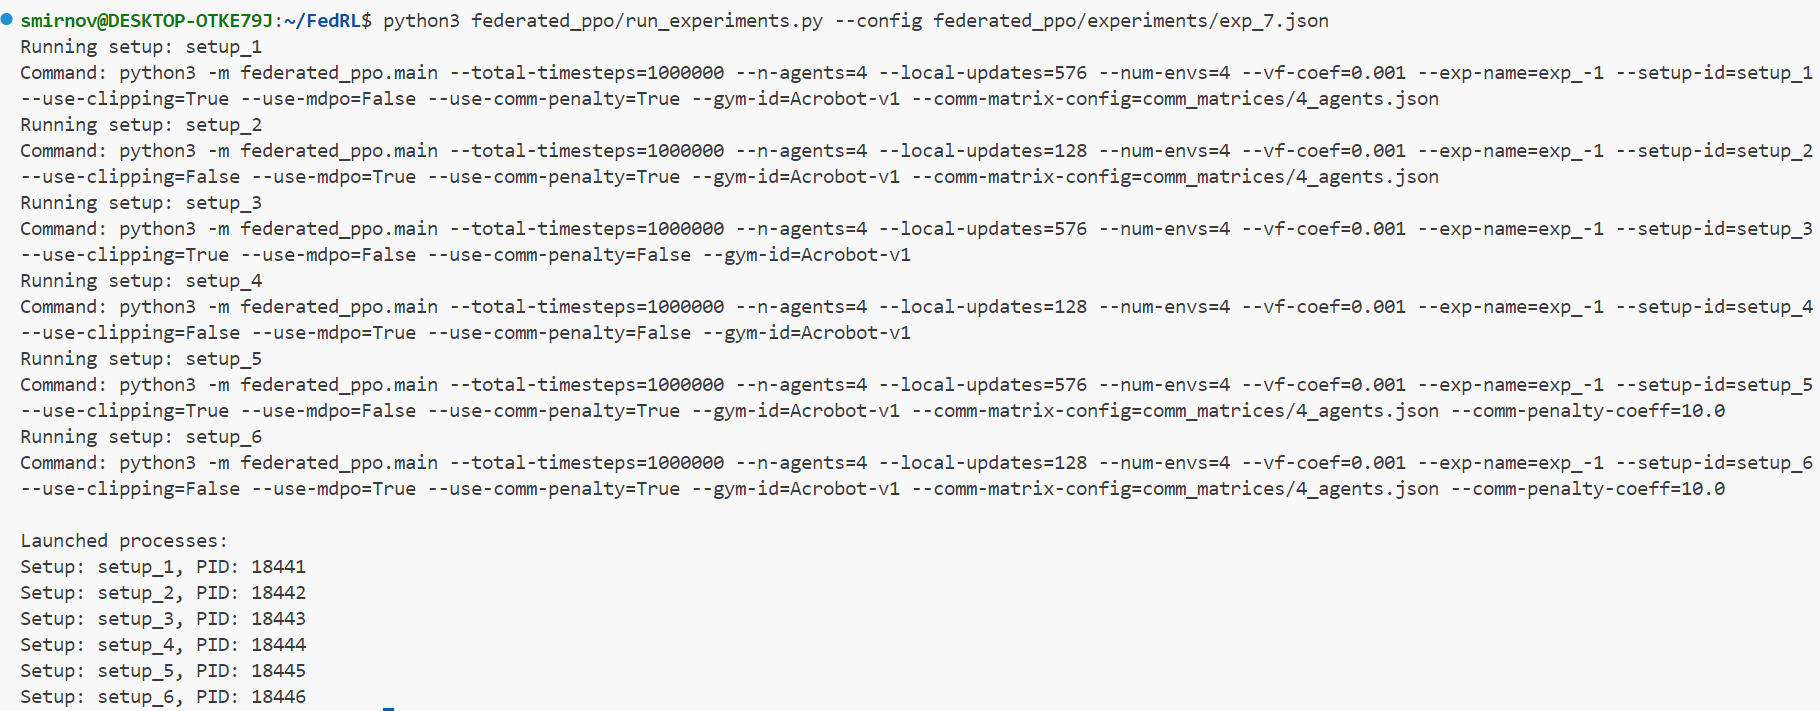 smirnov@DESKTOP-OTKE79J:~/FedRL$ python3 federated_ppo/run_experiments.py --config federated_ppo/experiments/exp_7.json
Running setup: setup_1
Command: python3 -m federated_ppo.main --total-timesteps=1000000 --n-agents=4 --local-updates=576 --num-envs=4 --vf-coef=0.001 --exp-name=exp_-1 --setup-id=setup_1
--use-clipping=True --use-mdpo=False --use-comm-penalty=True --gym-id=Acrobot-v1 --comm-matrix-config=comm_matrices/4_agents.json
Running setup: setup_2
Command: python3 -m federated_ppo.main --total-timesteps=1000000 --n-agents=4 --local-updates=128 --num-envs=4 --vf-coef=0.001 --exp-name=exp_-1 --setup-id=setup_2
--use-clipping=False --use-mdpo=True --use-comm-penalty=True --gym-id=Acrobot-v1 --comm-matrix-config=comm_matrices/4_agents.json
Running setup: setup_3
Command: python3 -m federated_ppo.main --total-timesteps=1000000 --n-agents=4 --local-updates=576 --num-envs=4 --vf-coef=0.001 --exp-name=exp_-1 --setup-id=setup_3
--use-clipping=True --use-mdpo=False --use-comm-penalty=False --gym-id=Acrobot-v1
Running setup: setup_4
Command: python3 -m federated_ppo.main --total-timesteps=1000000 --n-agents=4 --local-updates=128 --num-envs=4 --vf-coef=0.001 --exp-name=exp_-1 --setup-id=setup_4
--use-clipping=False --use-mdpo=True --use-comm-penalty=False --gym-id=Acrobot-v1
Running setup: setup_5
Command: python3 -m federated_ppo.main --total-timesteps=1000000 --n-agents=4 --local-updates=576 --num-envs=4 --vf-coef=0.001 --exp-name=exp_-1 --setup-id=setup_5
--use-clipping=True --use-mdpo=False --use-comm-penalty=True --gym-id=Acrobot-v1 --comm-matrix-config=comm_matrices/4_agents.json --comm-penalty-coeff=10.0
Running setup: setup_6
Command: python3 -m federated_ppo.main --total-timesteps=1000000 --n-agents=4 --local-updates=128 --num-envs=4 --vf-coef=0.001 --exp-name=exp_-1 --setup-id=setup_6
--use-clipping=False --use-mdpo=True --use-comm-penalty=True --gym-id=Acrobot-v1 --comm-matrix-config=comm_matrices/4_agents.json --comm-penalty-coeff=10.0
Launched processes:
Setup: setup_1, PID: 18441
Setup: setup_2, PID: 18442
Setup: setup_3, PID: 18443
Setup: setup_4, PID: 18444
Setup: setup_5, PID: 18445
Setup: setup_6, PID: 18446